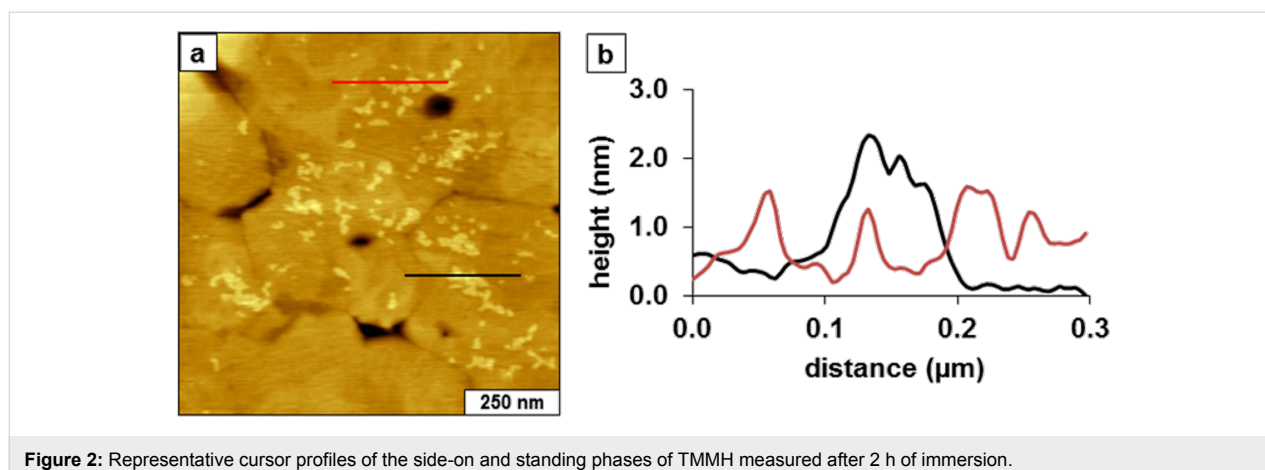 a
250 nm
b
height (nm)
3.0
2.0
1.0
0.0
0.0 0.1 0.2 0.3
distance (µm)
Figure 2: Representative cursor profiles of the side-on and standing phases of TMMH measured after 2 h of immersion.